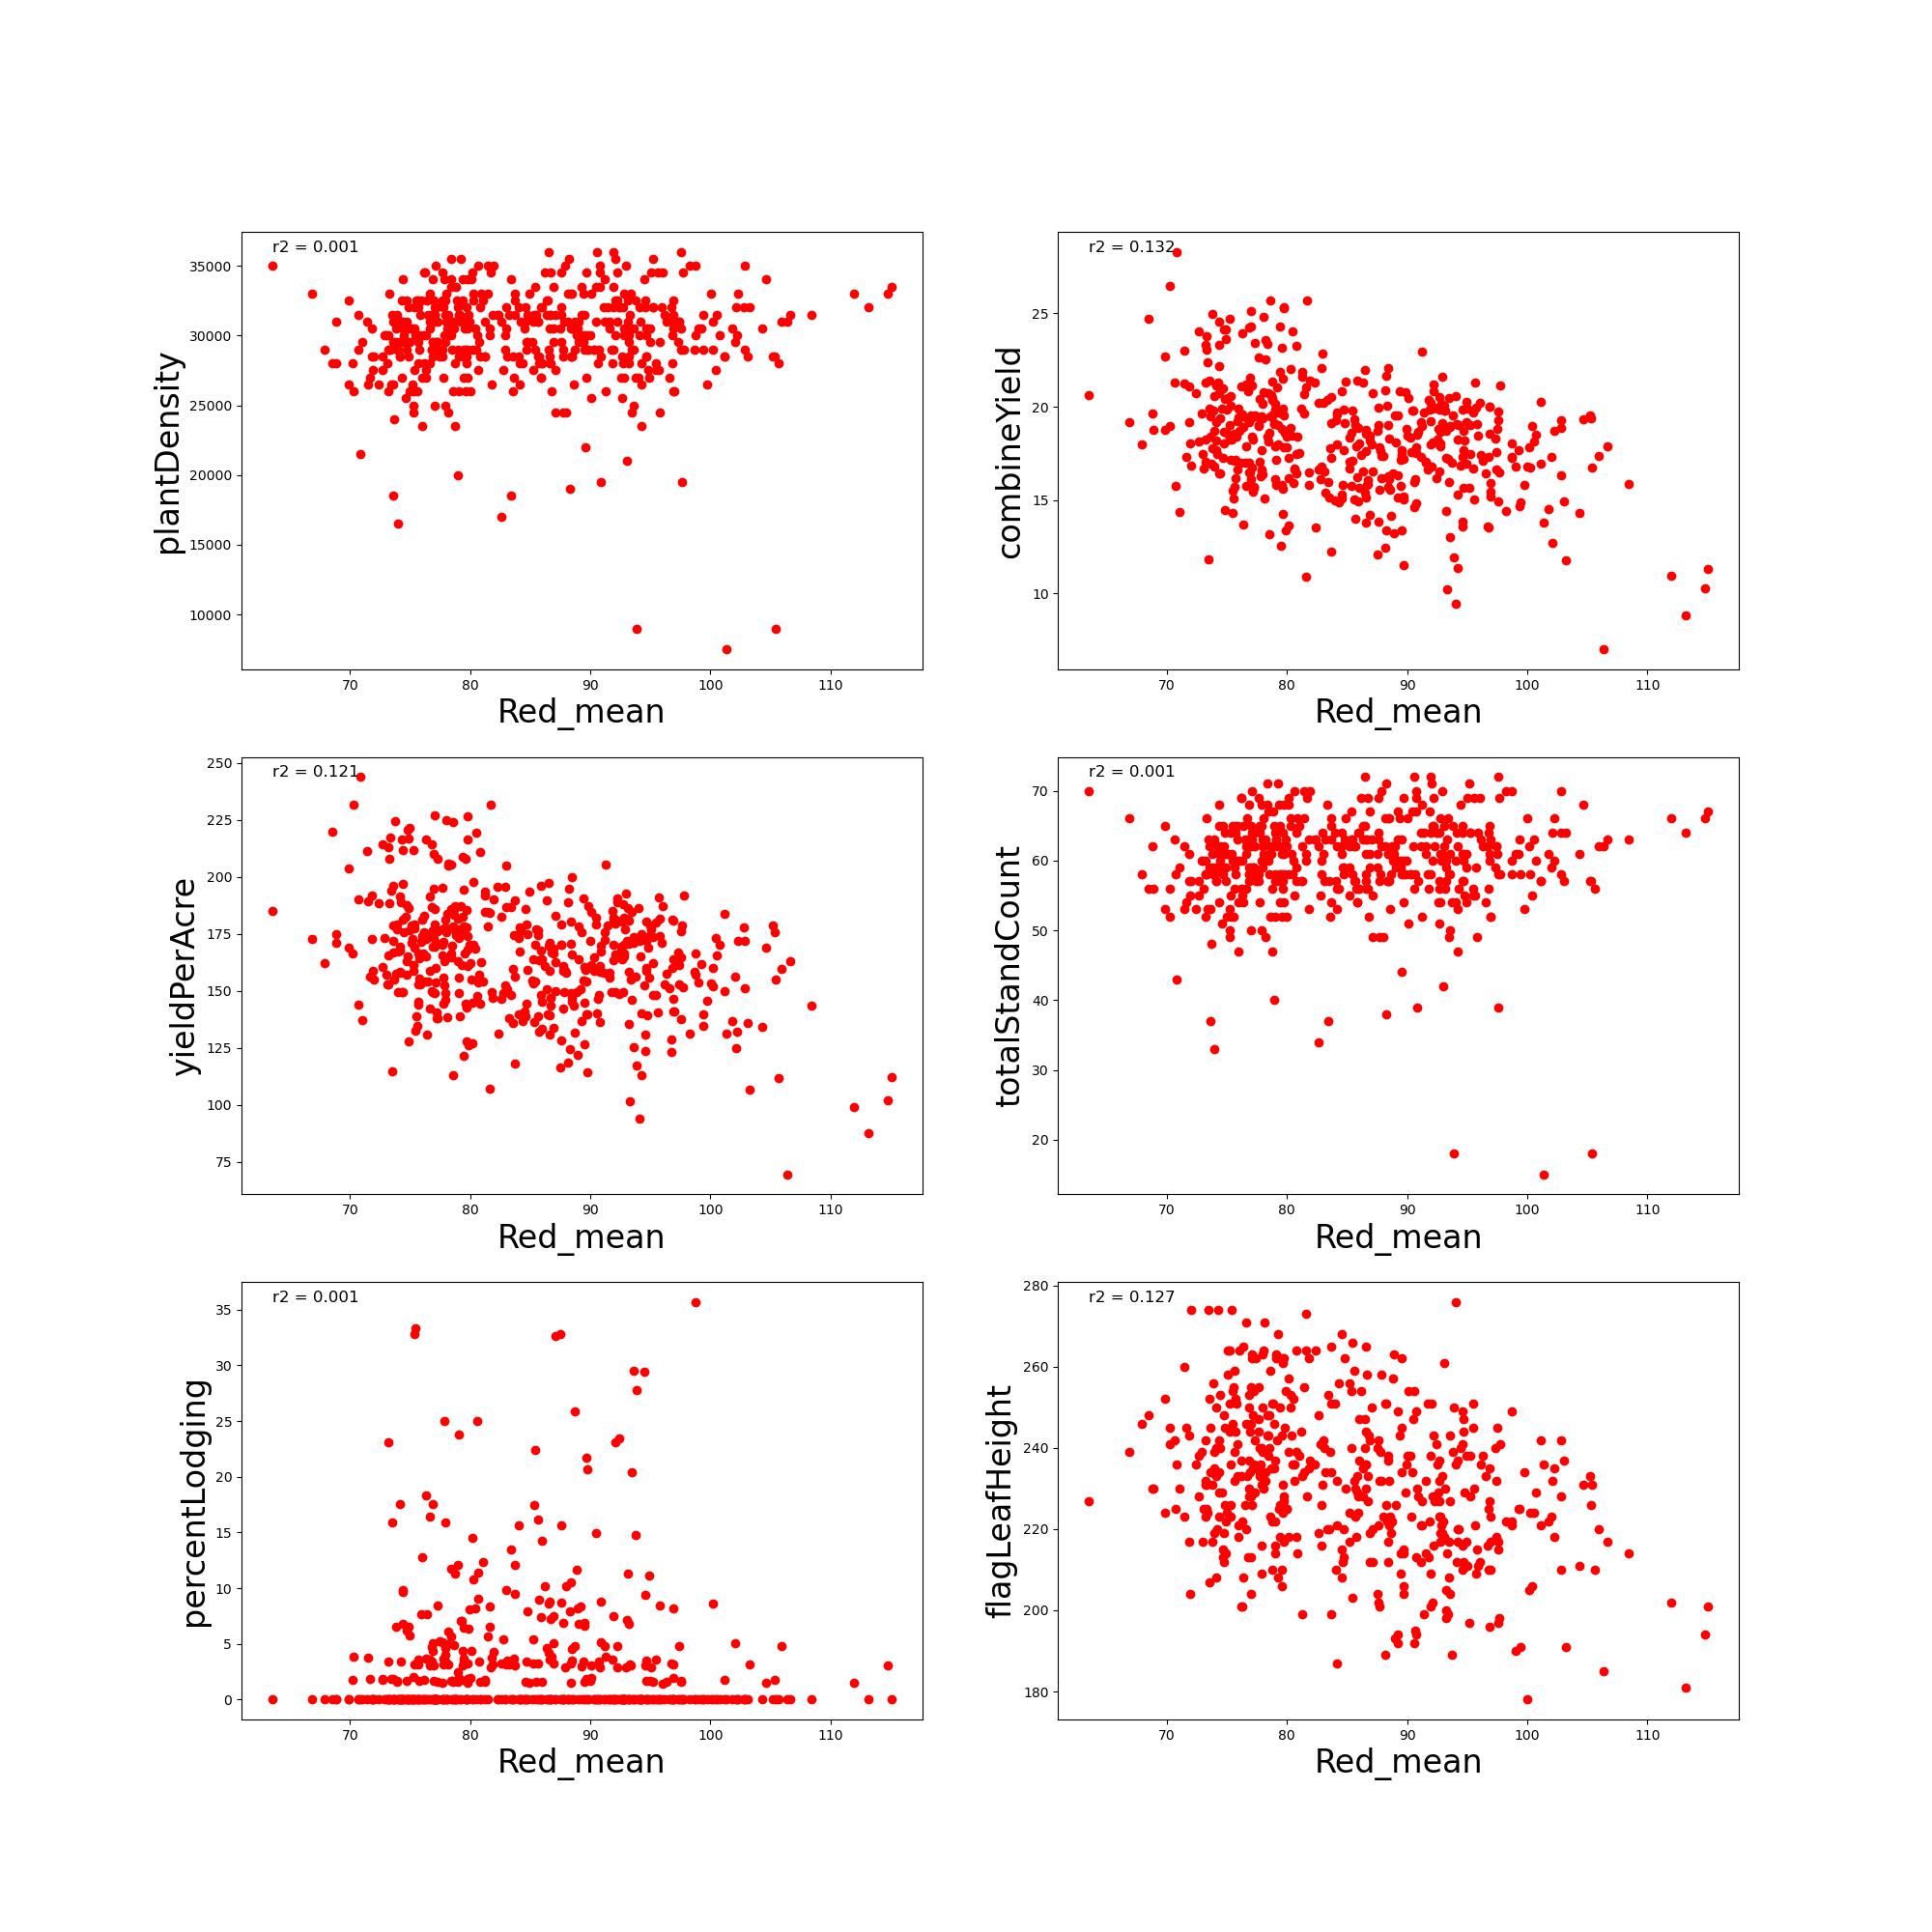 r2 = 0.001
plantDensity
35000
30000
25000
20000
15000
10000
70 80 90 100 110
Red_mean
r2 = 0.132
combineYield
25
20
15
10
70 80 90 100 110
Red_mean
r2 = 0.121
yieldPerAcre
250
225
200
175
150
125
100
75
70 80 90 100 110
Red_mean
r2 = 0.001
totalStandCount
70
60
50
40
30
20
70 80 90 100 110
Red_mean
r2 = 0.001
percentLodging
35
30
25
20
15
10
5
0
70 80 90 100 110
Red_mean
r2 = 0.127
flagLeafHeight
280
260
240
220
200
180
70 80 90 100 110
Red_mean